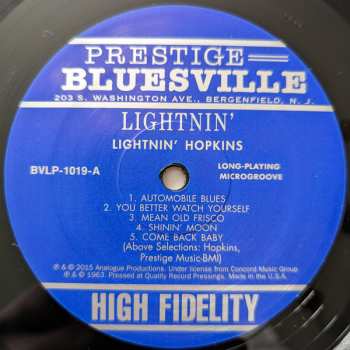 PRESTIGE
BLUESVILLE
203 S. WASHINGTON AVE., BERGENFIELD, N. J.
LIGHTNIN'
LIGHTNIN' HOPKINS
BVLP-1019-A
LONG-PLAYING
MICROGROOVE
1. AUTOMOBILE BLUES
2. YOU BETTER WATCH YOURSELF
3. MEAN OLD FRISCO
4. SHININ' MOON
5. COME BACK BABY
(Above Selections: Hopkins,
Prestige Music-BMI)
℗ & © 2015 Analogue Productions. Under license from Concord Music Group
℗ & © 1963. Pressed at Quality Record Pressings. Made in the U.S.A.
HIGH FIDELITY